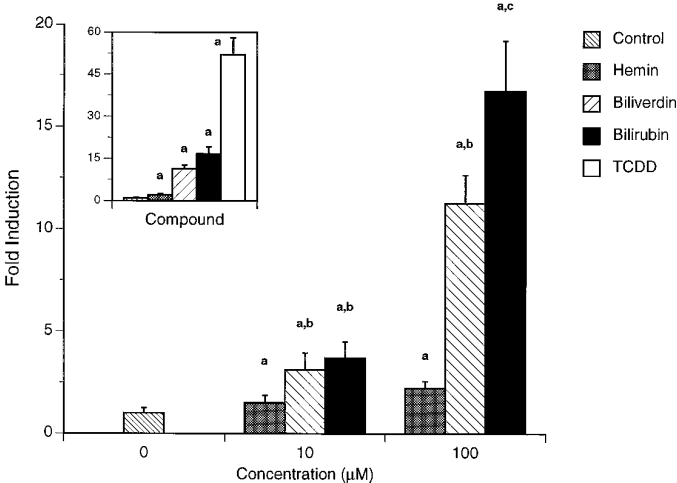 a,c
20
15
10
5
0
Fold Induction
60
45
30
15
0
a
a
a
a
Compound
Control
Hemin
Biliverdin
Bilirubin
TCDD
a
a,b
a,b
a
a,b
0
10
100
Concentration (μM)